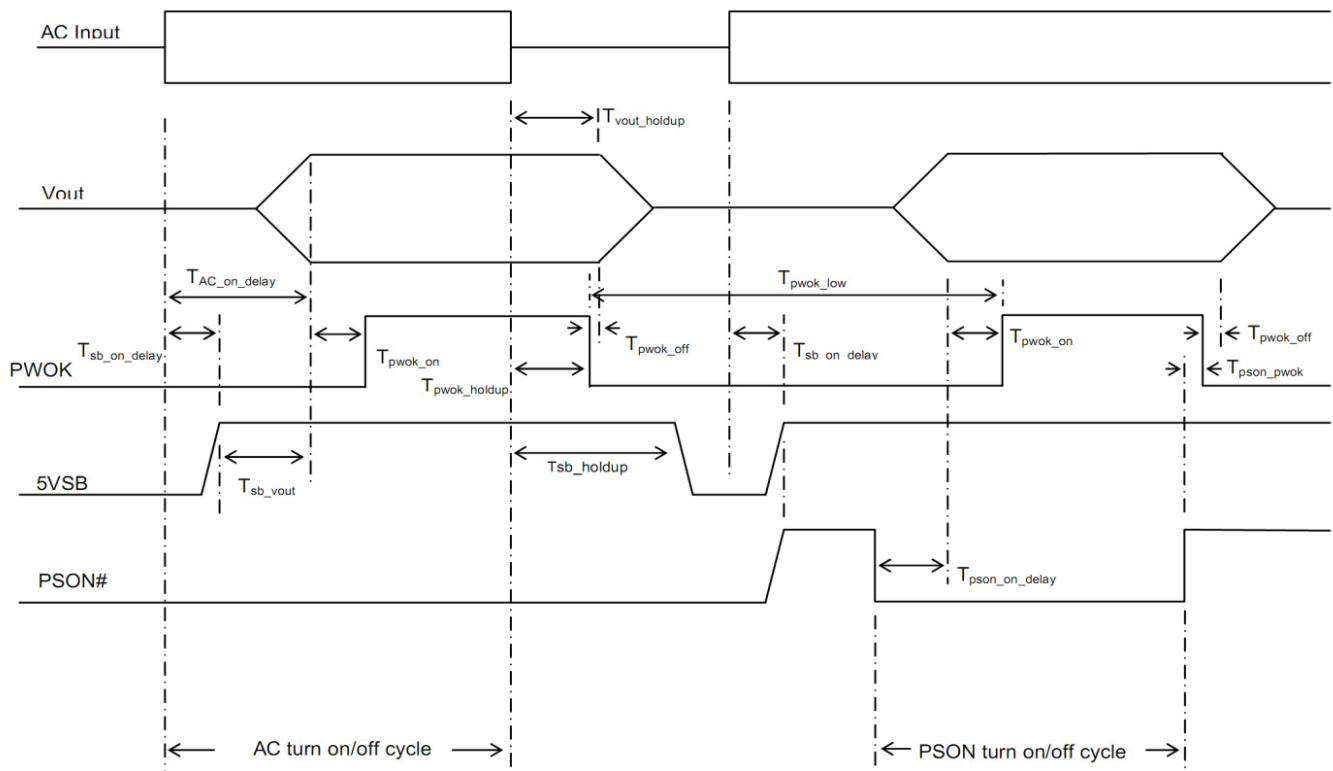 AC Input
Tvout_holdup
Vout
TAC_on_delay
Tpwok_low
Tsb_on_delay
Tpwok_on
Tpwok_off
Tsb_on_delay
Tpwok_on
Tpwok_off
PWOK
Tpwok_holdup
Tpson_pwok
5VSB
Tsb_vout
Tsb_holdup
PSON#
Tpson_on_delay
AC turn on/off cycle
PSON turn on/off cycle